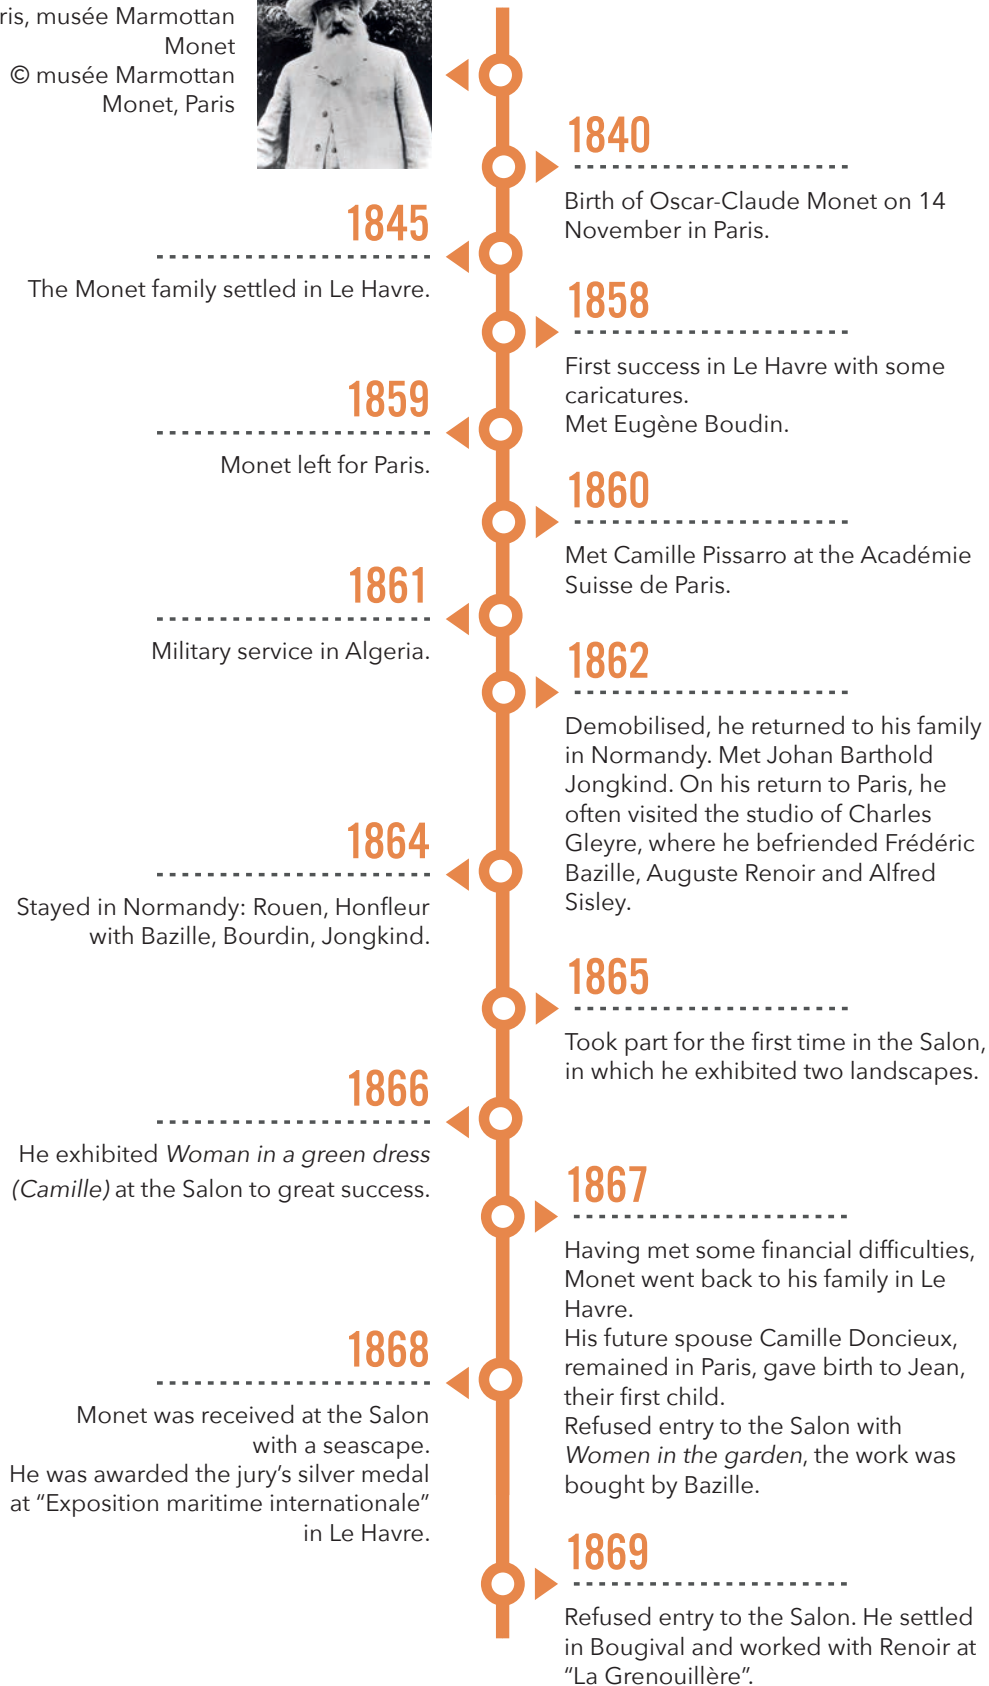 musée Marmottan
Monet
© musée Marmottan
Monet, Paris
1840
Birth of Oscar-Claude Monet on 14
November in Paris.
1845
The Monet family settled in Le Havre.
1858
First success in Le Havre with some
caricatures.
Met Eugène Boudin.
1859
Monet left for Paris.
1860
Met Camille Pissarro at the Académie
Suisse de Paris.
1861
Military service in Algeria.
1862
Demobilised, he returned to his family
in Normandy. Met Johan Barthold
Jongkind. On his return to Paris, he
often visited the studio of Charles
Gleyre, where he befriended Frédéric
Bazille, Auguste Renoir and Alfred
Sisley.
1864
Stayed in Normandy: Rouen, Honfleur
with Bazille, Bourdin, Jongkind.
1865
Took part for the first time in the Salon,
in which he exhibited two landscapes.
1866
He exhibited Woman in a green dress
(Camille) at the Salon to great success.
1867
Having met some financial difficulties,
Monet went back to his family in Le
Havre.
His future spouse Camille Doncieux,
remained in Paris, gave birth to Jean,
their first child.
Refused entry to the Salon with
Women in the garden, the work was
bought by Bazille.
1868
Monet was received at the Salon
with a seascape.
He was awarded the jury’s silver medal
at “Exposition maritime internationale”
in Le Havre.
1869
Refused entry to the Salon. He settled
in Bougival and worked with Renoir at
“La Grenouillère”.